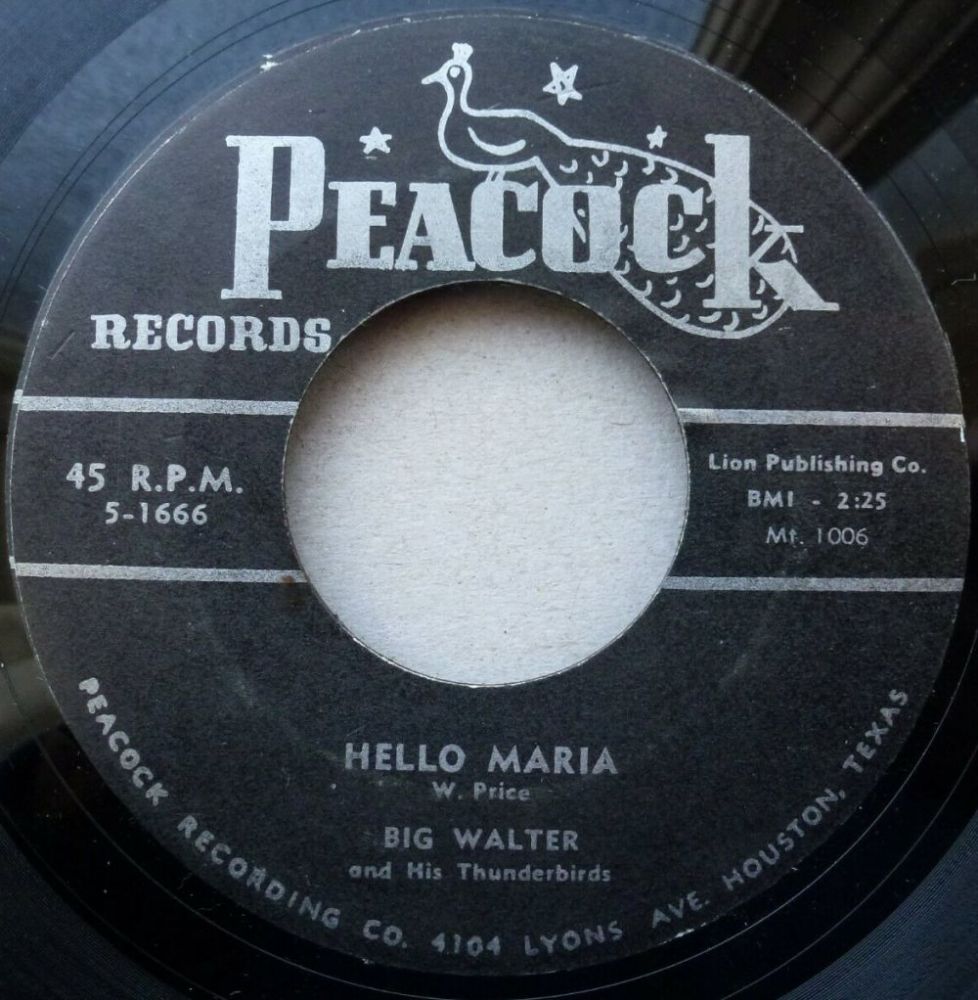 PEACOCK
RECORDS
45 R.P.M.
5-1666
Lion Publishing Co.
BMI - 2:25
Mt. 1006
HELLO MARIA
W. Price
BIG WALTER
and His Thunderbirds
PEACOCK RECORDING CO. 4104 LYONS AVE. HOUSTON, TEXAS